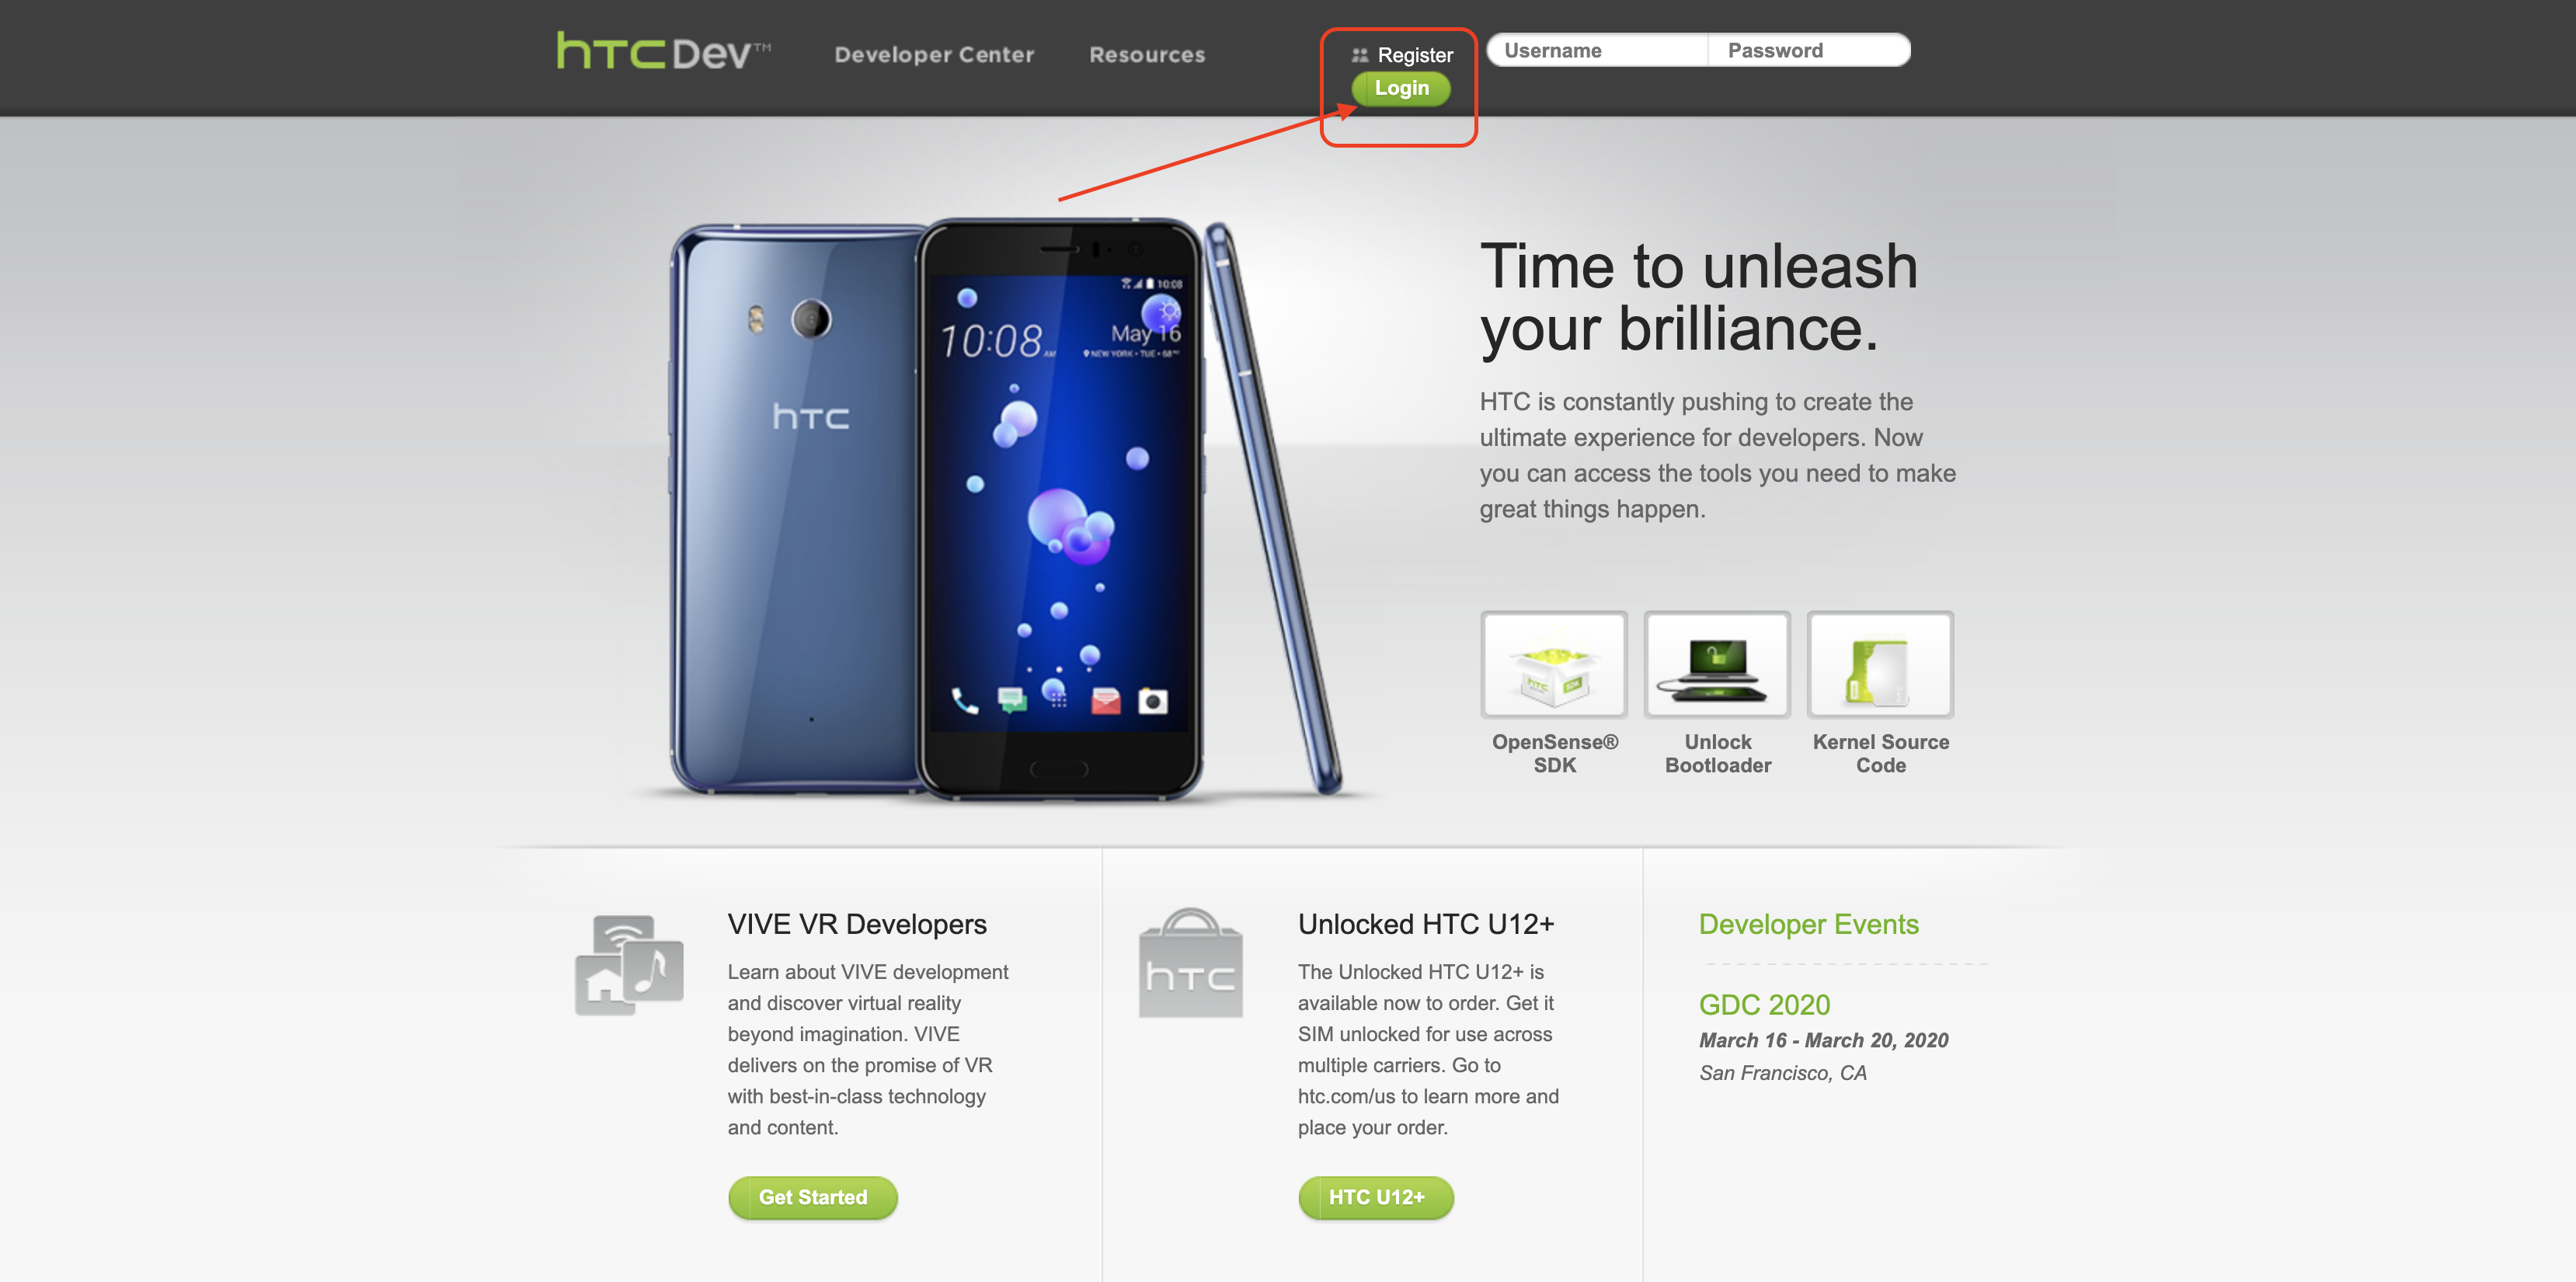 hTC Dev™
Developer Center
Resources
Register
Login
Username
Password
hTC
10:08
10:08 AM
May 16
NEW YORK • TUE • 68°
Time to unleash
your brilliance.
HTC is constantly pushing to create the
ultimate experience for developers. Now
you can access the tools you need to make
great things happen.
hTC
SDK
OpenSense®
SDK
Unlock
Bootloader
Kernel Source
Code
VIVE VR Developers
Learn about VIVE development
and discover virtual reality
beyond imagination. VIVE
delivers on the promise of VR
with best-in-class technology
and content.
Get Started
hTC
Unlocked HTC U12+
The Unlocked HTC U12+ is
available now to order. Get it
SIM unlocked for use across
multiple carriers. Go to
htc.com/us to learn more and
place your order.
HTC U12+
Developer Events
GDC 2020
March 16 - March 20, 2020
San Francisco, CA